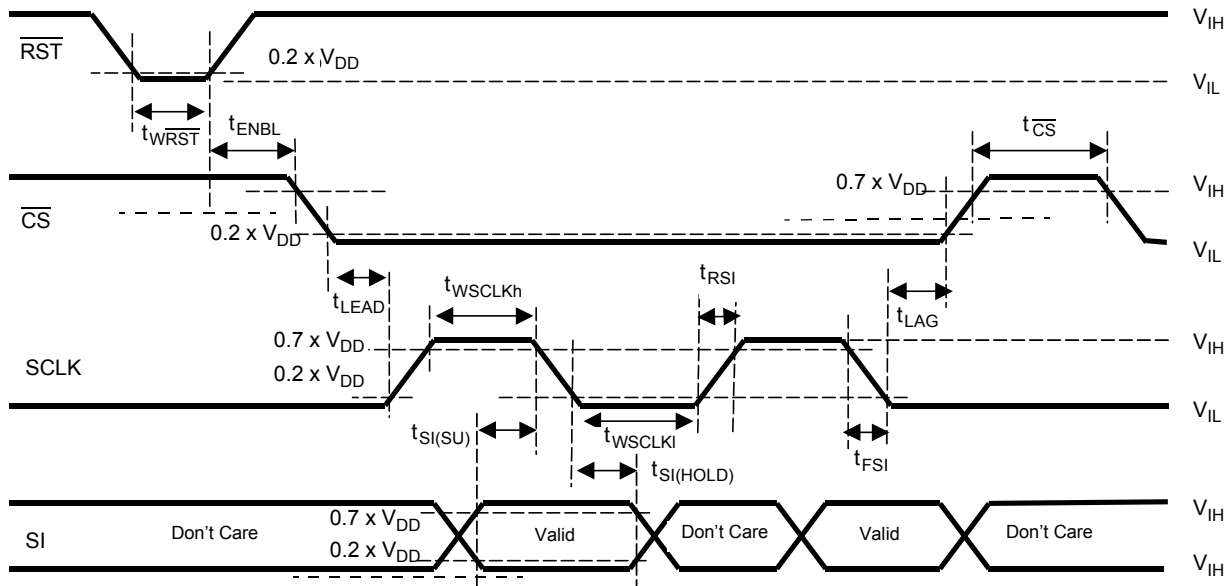 V_IH
RST
0.2 x V_DD
V_IL
t_WRST
t_ENBL
t_CS
0.7 x V_DD
V_IH
CS
0.2 x V_DD
V_IL
t_LEAD
t_WSCLKh
t_RSI
t_LAG
0.7 x V_DD
V_IH
SCLK
0.2 x V_DD
V_IL
t_SI(SU)
t_WSCLKl
t_FSI
t_SI(HOLD)
V_IH
SI
Don't Care
0.7 x V_DD
Valid
Don't Care
Valid
Don't Care
0.2 x V_DD
V_IH